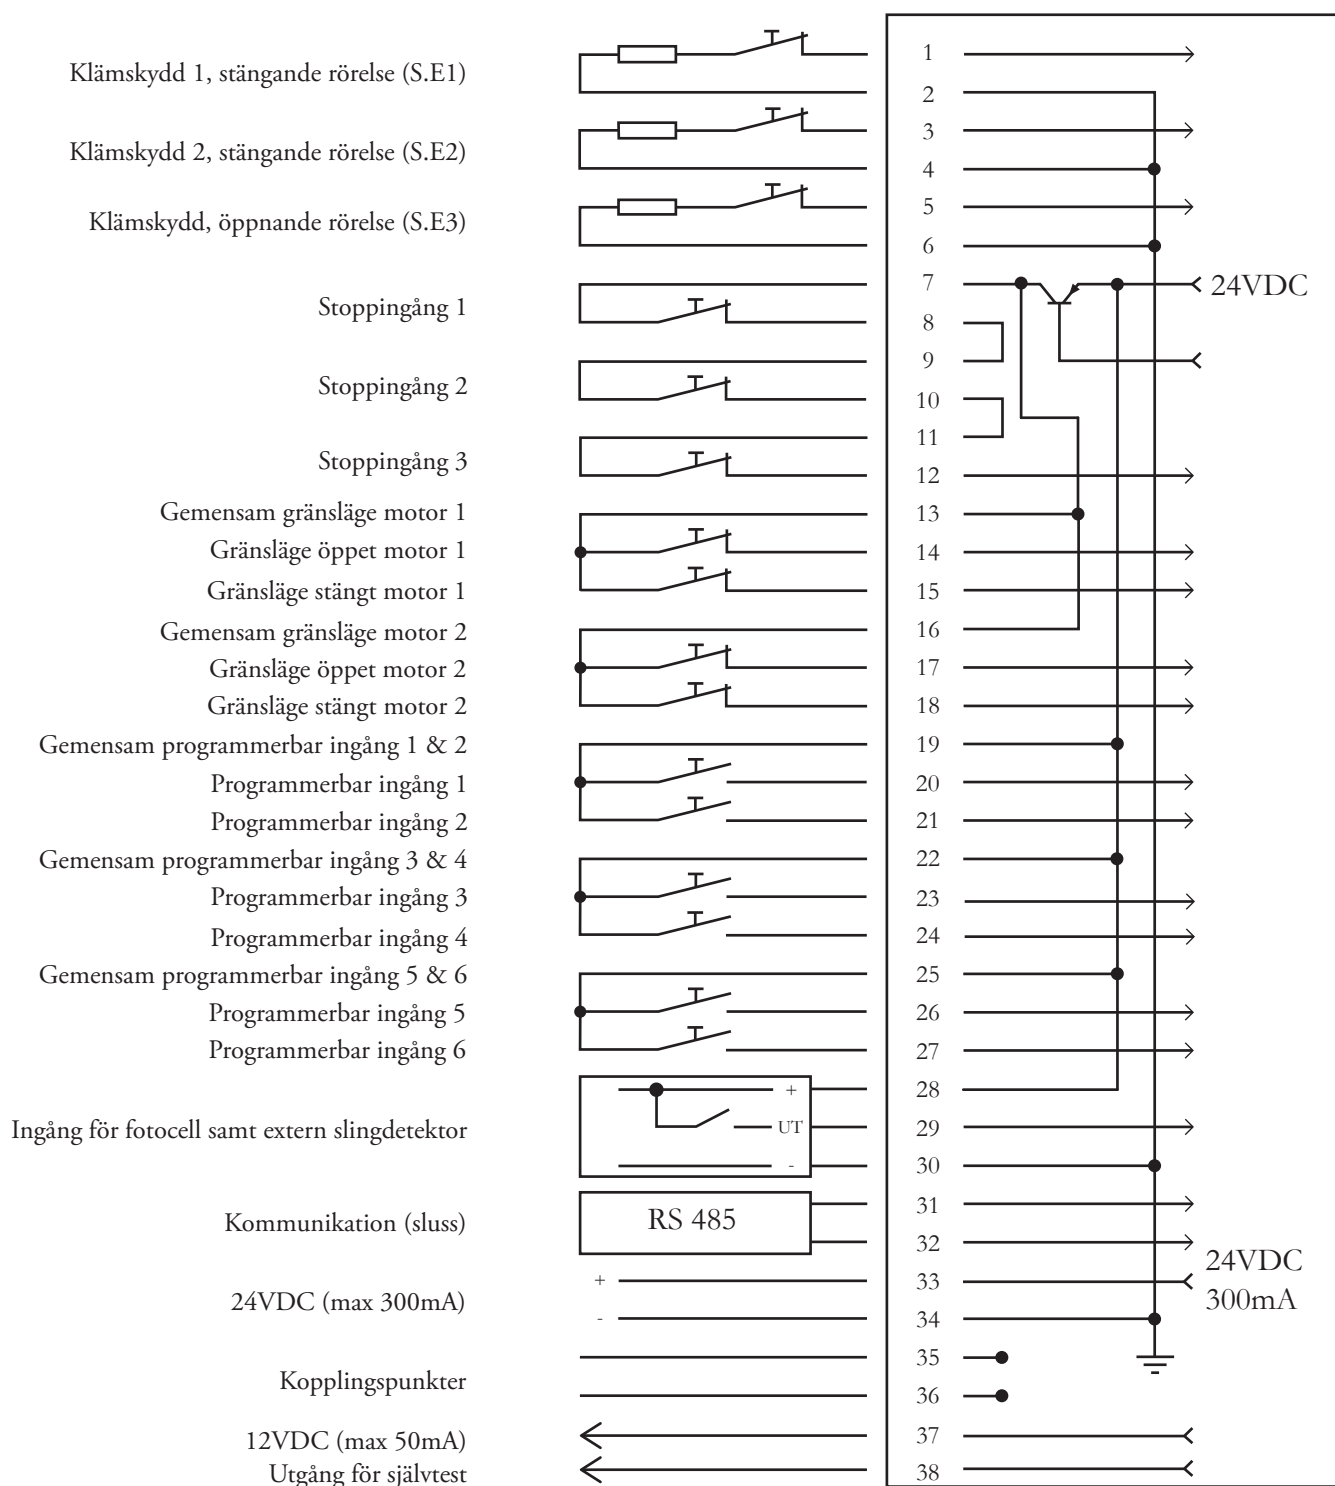 Klämskydd 1, stängande rörelse (S.E1)
1
2
Klämskydd 2, stängande rörelse (S.E2)
3
4
Klämskydd, öppnande rörelse (S.E3)
5
6
7
24VDC
Stoppingång 1
8
9
Stoppingång 2
10
11
Stoppingång 3
12
Gemensam gränsläge motor 1
13
Gränsläge öppet motor 1
14
Gränsläge stängt motor 1
15
Gemensam gränsläge motor 2
16
Gränsläge öppet motor 2
17
Gränsläge stängt motor 2
18
Gemensam programmerbar ingång 1 & 2
19
Programmerbar ingång 1
20
Programmerbar ingång 2
21
Gemensam programmerbar ingång 3 & 4
22
Programmerbar ingång 3
23
Programmerbar ingång 4
24
Gemensam programmerbar ingång 5 & 6
25
Programmerbar ingång 5
26
Programmerbar ingång 6
27
+
28
Ingång för fotocell samt extern slingdetektor
UT
29
-
30
Kommunikation (sluss)
RS 485
31
32
24VDC (max 300mA)
+
33
-
34
24VDC
300mA
Kopplingspunkter
35
36
12VDC (max 50mA)
37
Utgång för självtest
38